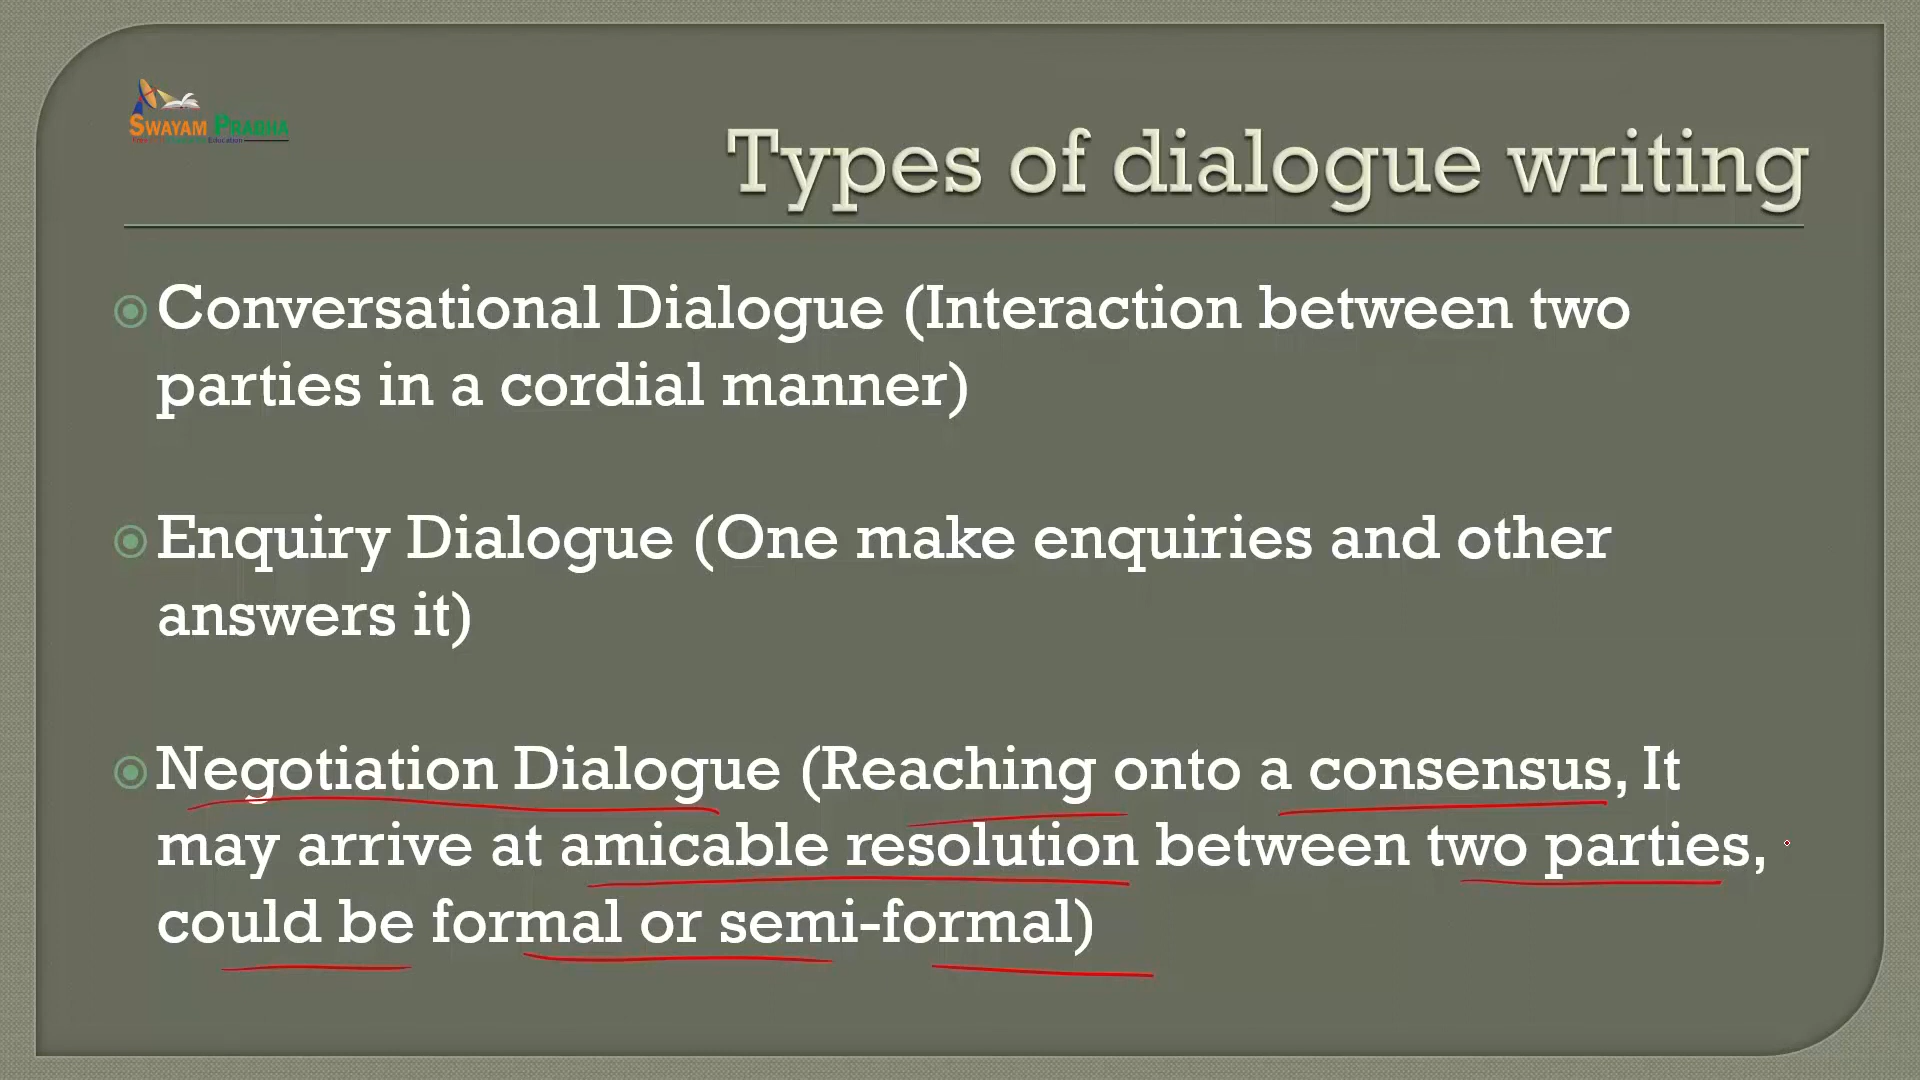 SWAYAM PRABHA
Types of dialogue writing
Conversational Dialogue (Interaction between two
parties in a cordial manner)
Enquiry Dialogue (One make enquiries and other
answers it)
Negotiation Dialogue (Reaching onto a consensus, It
may arrive at amicable resolution between two parties,
could be formal or semi-formal)